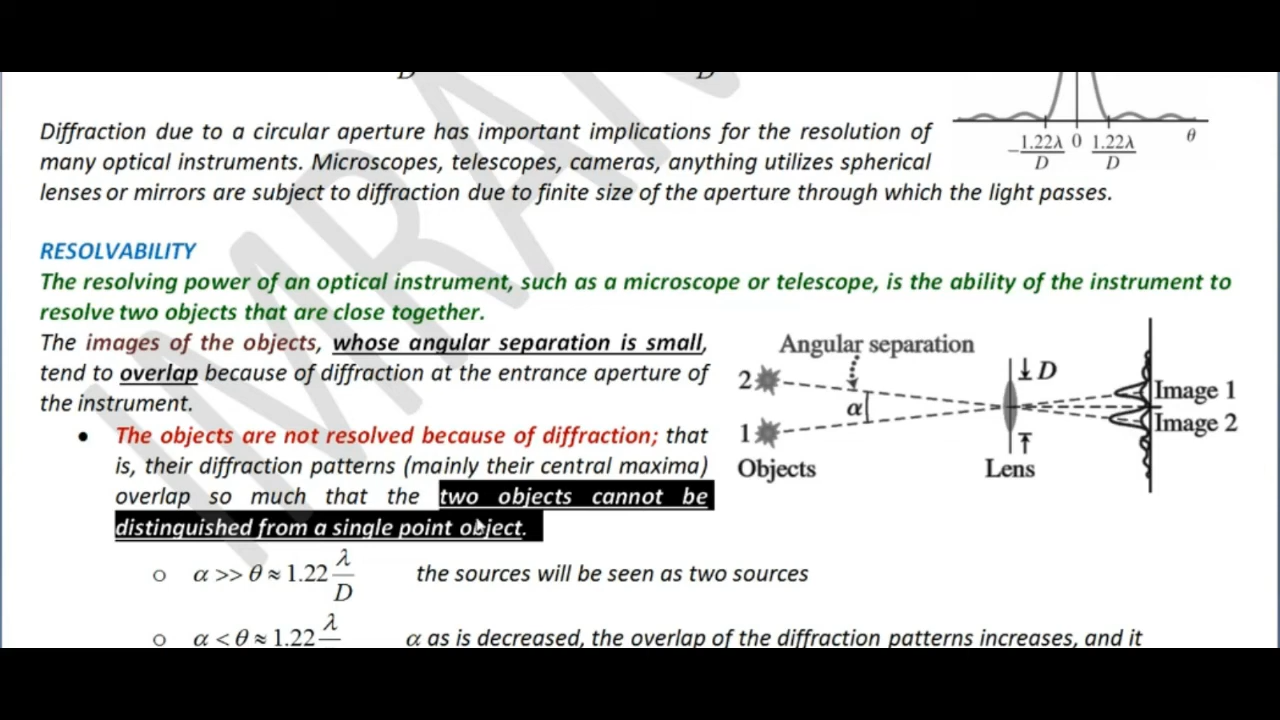 D D
Diffraction due to a circular aperture has important implications for the resolution of
many optical instruments. Microscopes, telescopes, cameras, anything utilizes spherical
lenses or mirrors are subject to diffraction due to finite size of the aperture through which the light passes.
−1.22λ/D 0 1.22λ/D θ
RESOLVABILITY
The resolving power of an optical instrument, such as a microscope or telescope, is the ability of the instrument to
resolve two objects that are close together.
The images of the objects, whose angular separation is small,
tend to overlap because of diffraction at the entrance aperture of
the instrument.
• The objects are not resolved because of diffraction; that
is, their diffraction patterns (mainly their central maxima)
overlap so much that the two objects cannot be
distinguished from a single point object.
Angular separation
2
α
1
Objects
D
Lens
Image 1
Image 2
o α >> θ ≈ 1.22 λ/D the sources will be seen as two sources
o α < θ ≈ 1.22 λ α as is decreased, the overlap of the diffraction patterns increases, and it
IMRAN